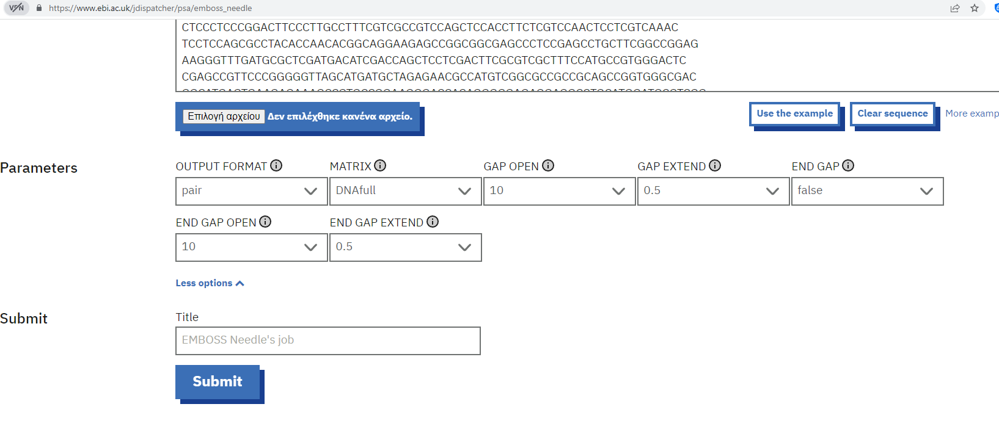 VPN https://www.ebi.ac.uk/jdispatcher/psa/emboss_needle
CTCCCTCCCGGACTTCCCTTGCCTTTCGTCGCCGTCCAGCTCCACCTTCTCGTCCAACTCCTCGTCAAAC
TCCTCCAGCGCCTACACCAACACGGCAGGAAGAGCCGGCGGCGAGCCCTCCGAGCCTGCTTCGGCCGGAG
AAGGGTTTGATGCGCTCGATGACATCGACCAGCTCCTCGACTTCGCGTCGCTTTCCATGCCGTGGGACTC
CGAGCCGTTCCCGGGGGTTAGCATGATGCTAGAGAACGCCATGTCGGCGCCGCCGCAGCCGGTGGGCGAC
Επιλογή αρχείου Δεν επιλέχθηκε κανένα αρχείο.
Use the example Clear sequence More examp
Parameters
OUTPUT FORMAT MATRIX GAP OPEN GAP EXTEND END GAP
pair DNAfull 10 0.5 false
END GAP OPEN END GAP EXTEND
10 0.5
Less options
Submit
Title
EMBOSS Needle's job
Submit